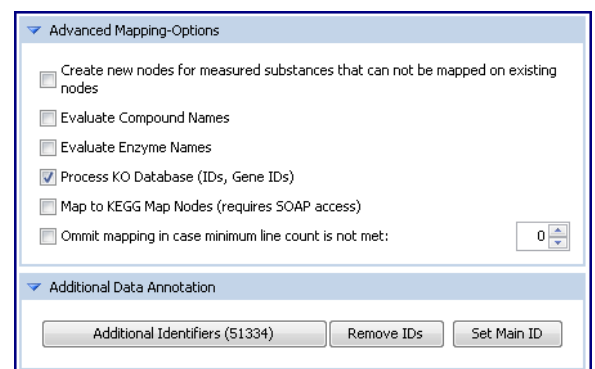 Advanced Mapping-Options
Create new nodes for measured substances that can not be mapped on existing
nodes
Evaluate Compound Names
Evaluate Enzyme Names
Process KO Database (IDs, Gene IDs)
Map to KEGG Map Nodes (requires SOAP access)
Ommit mapping in case minimum line count is not met: 0
Additional Data Annotation
Additional Identifiers (51334) Remove IDs Set Main ID